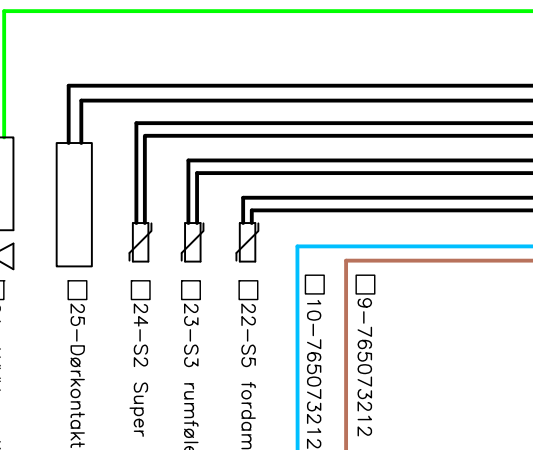 25-Dørkontakt
24-S2 Super
23-S3 rumføle
22-S5 fordam
10-765073212
9-765073212